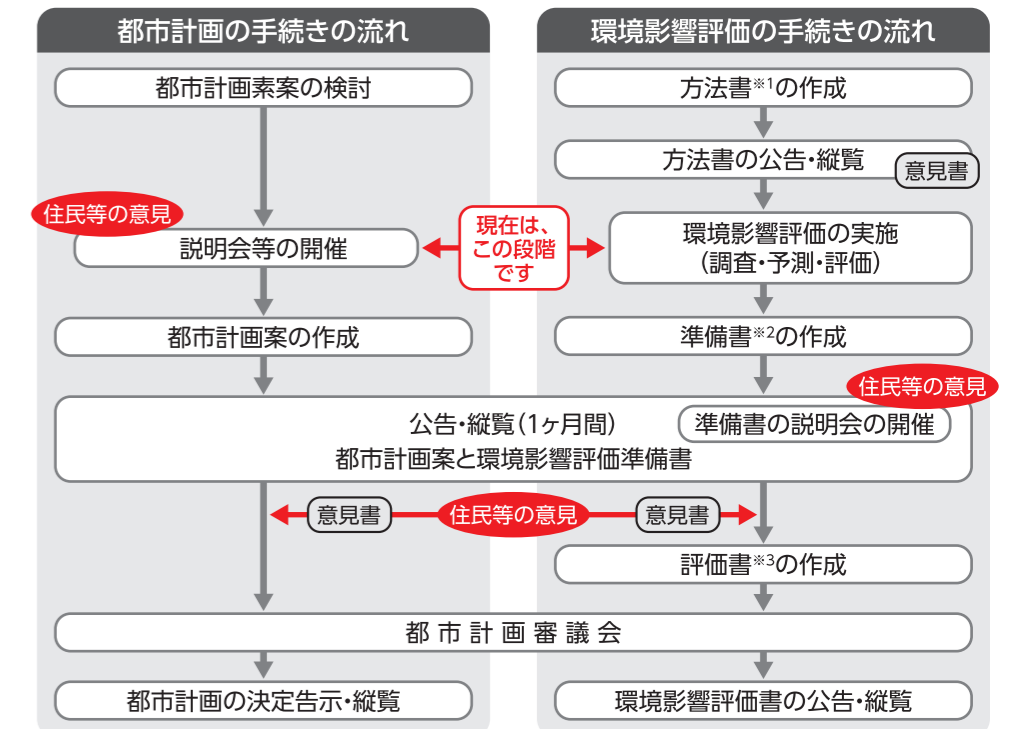 都市計画の手続きの流れ
都市計画素案の検討
住民等の意見
説明会等の開催
都市計画案の作成
現在は、
この段階
です
環境影響評価の手続きの流れ
方法書※1の作成
方法書の公告・縦覧
意見書
環境影響評価の実施
(調査・予測・評価)
準備書※2の作成
住民等の意見
公告・縦覧(1ヶ月間)
準備書の説明会の開催
都市計画案と環境影響評価準備書
意見書
住民等の意見
意見書
評価書※3の作成
都市計画審議会
都市計画の決定告示・縦覧
環境影響評価書の公告・縦覧